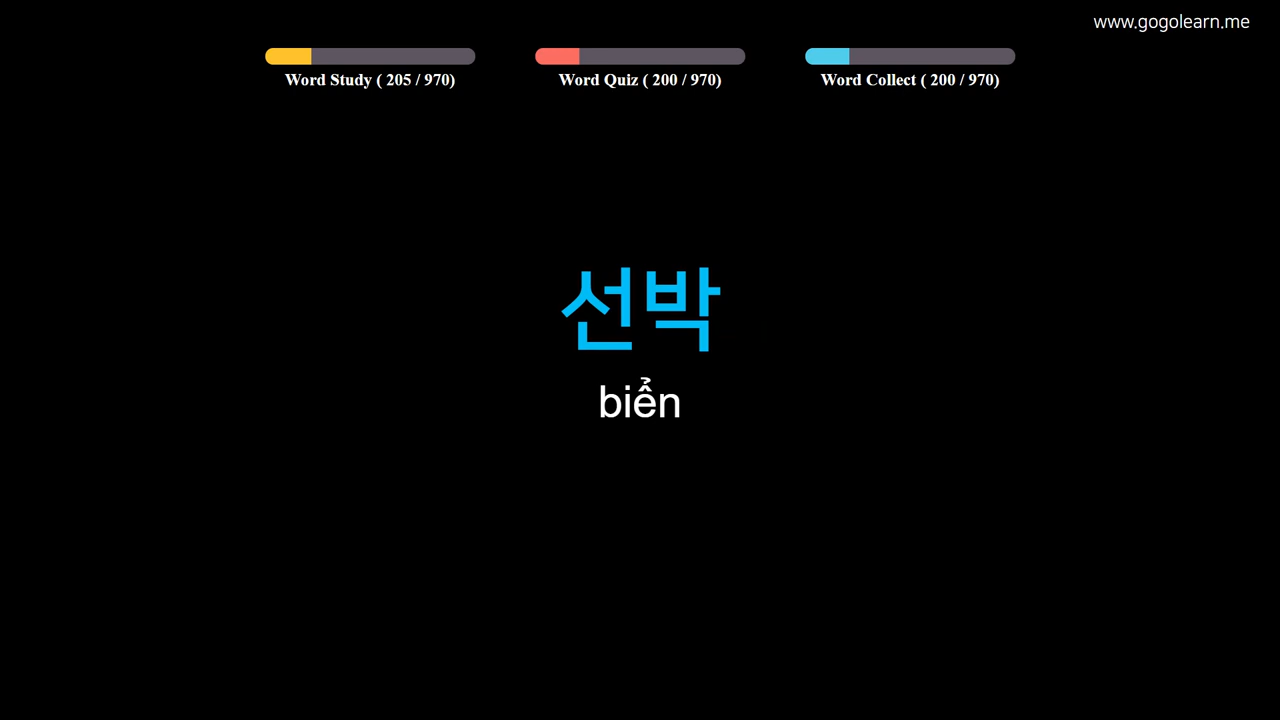 www.gogolearn.me
Word Study ( 205 / 970)
Word Quiz ( 200 / 970)
Word Collect ( 200 / 970)
선박
biển